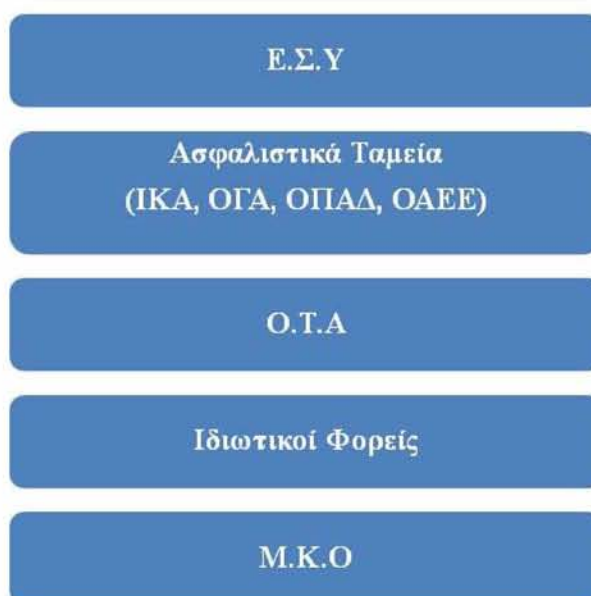 Ε.Σ.Υ
Ασφαλιστικά Ταμεία
(ΙΚΑ, ΟΓΑ, ΟΠΑΔ, ΟΑΕΕ)
Ο.Τ.Α
Ιδιωτικοί Φορείς
Μ.Κ.Ο